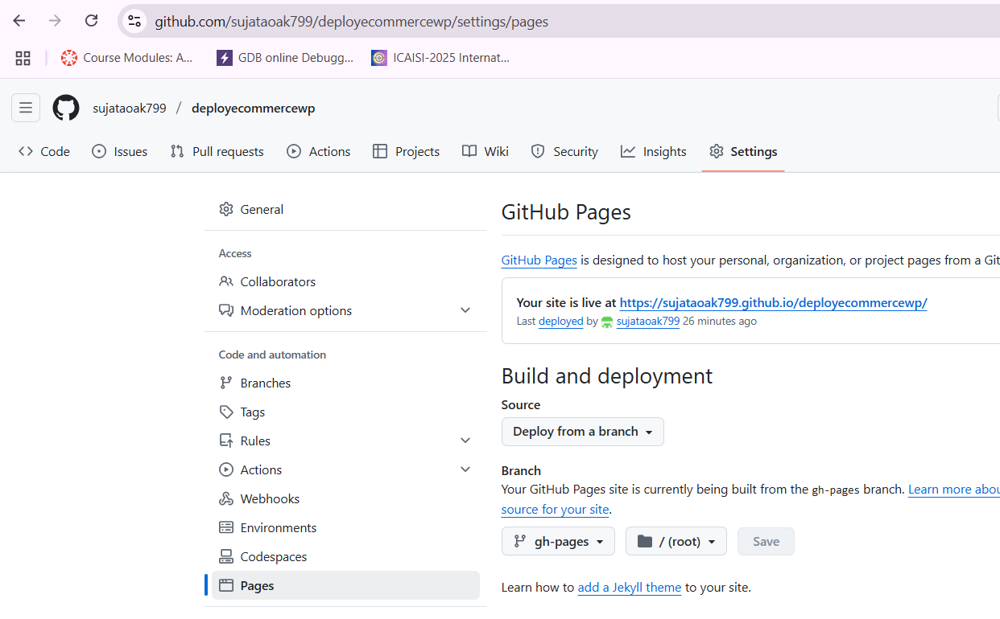 github.com/sujataoak799/deployecommercewp/settings/pages
Course Modules: A... GDB online Debugg... ICAISI-2025 Internat...
sujataoak799 / deployecommercewp
Code Issues Pull requests Actions Projects Wiki Security Insights Settings
General
Access
Collaborators
Moderation options
Code and automation
Branches
Tags
Rules
Actions
Webhooks
Environments
Codespaces
Pages
GitHub Pages
GitHub Pages is designed to host your personal, organization, or project pages from a Git
Your site is live at https://sujataoak799.github.io/deployecommercewp/
Last deployed by sujataoak799 26 minutes ago
Build and deployment
Source
Deploy from a branch
Branch
Your GitHub Pages site is currently being built from the gh-pages branch. Learn more abou
source for your site.
gh-pages / (root) Save
Learn how to add a Jekyll theme to your site.